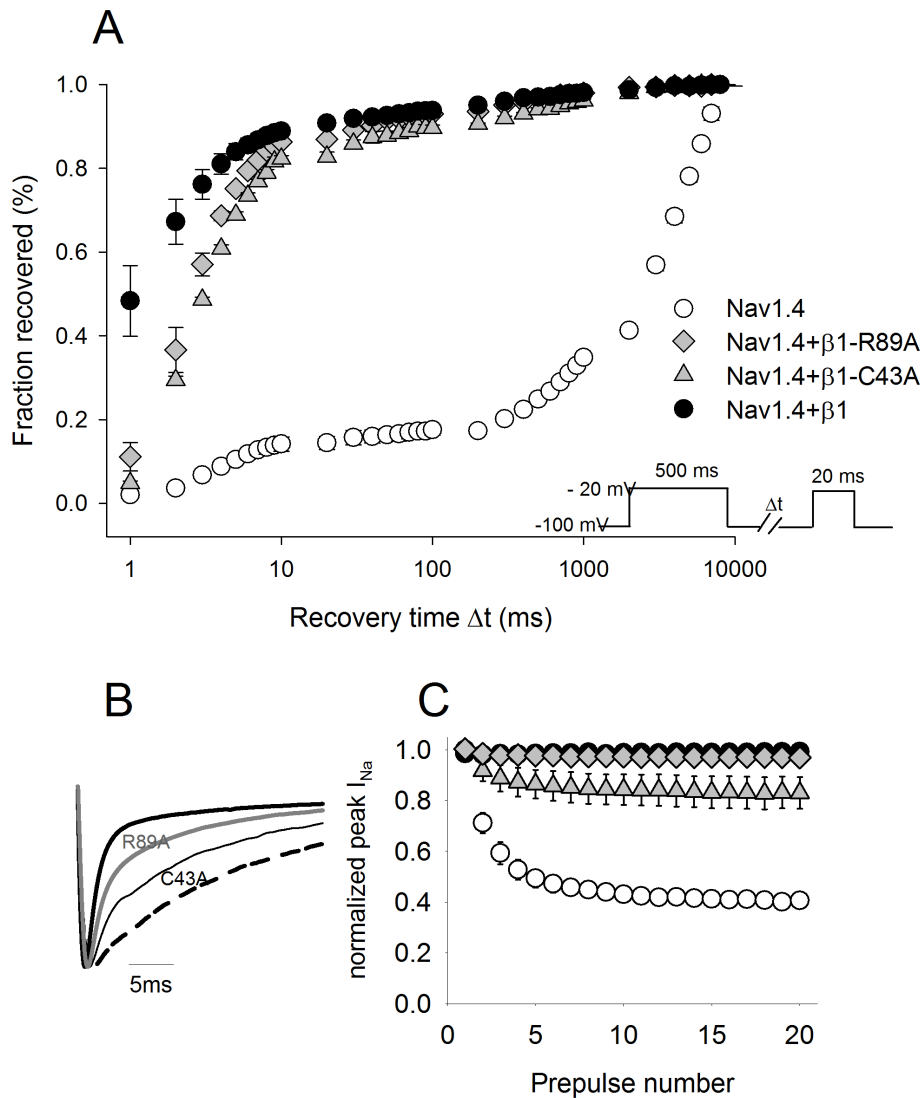 A
Fraction recovered (%)
1.0
0.8
0.6
0.4
0.2
0.0
Nav1.4
Nav1.4+β1-R89A
Nav1.4+β1-C43A
Nav1.4+β1
500 ms
20 ms
- 20 mV
Δt
-100 mV
1
10
100
1000
10000
Recovery time Δt (ms)
B
R89A
C43A
5ms
C
normalized peak INa
1.0
0.8
0.6
0.4
0.2
0.0
0
5
10
15
20
Prepulse number